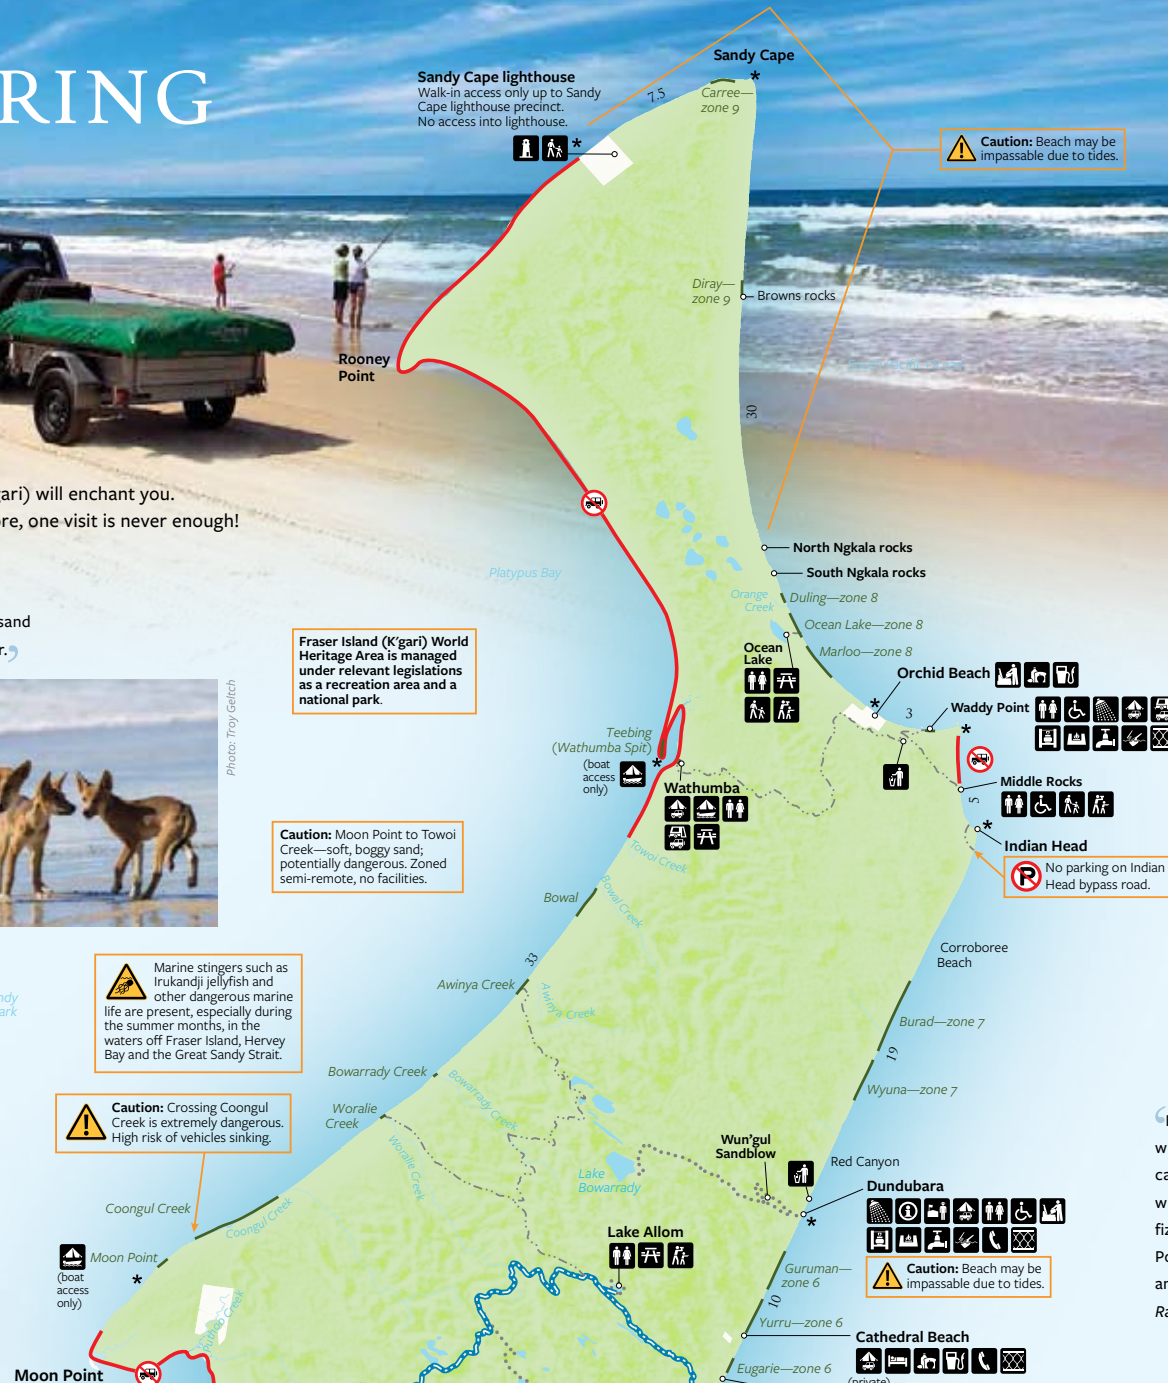 RING
Sandy Cape
Sandy Cape lighthouse
Walk-in access only up to Sandy
Cape lighthouse precinct.
No access into lighthouse.
*
*
7.5
Carree—
zone 9
Caution: Beach may be
impassable due to tides.
Diray—
zone 9
Browns rocks
Rooney
Point
30
gari) will enchant you.
ore, one visit is never enough!
North Ngkala rocks
South Ngkala rocks
Platypus Bay
Orange
Creek
Duling—zone 8
Ocean Lake—zone 8
sand
r.’
Marloo—zone 8
Ocean
Lake
Fraser Island (K'gari) World
Heritage Area is managed
under relevant legislations
as a recreation area and a
national park.
Photo: Troy Geltch
Orchid Beach
*
3
Waddy Point
*
Teebing
(Wathumba Spit)
(boat
access
only)
*
Wathumba
Middle Rocks
5
*
Indian Head
No parking on Indian
Head bypass road.
Caution: Moon Point to Towoi
Creek—soft, boggy sand;
potentially dangerous. Zoned
semi-remote, no facilities.
Towoi Creek
Bowal
Bowal Creek
33
Corroboree
Beach
Awinya Creek
Awinya Creek
Marine stingers such as
Irukandji jellyfish and
other dangerous marine
life are present, especially during
the summer months, in the
waters off Fraser Island, Hervey
Bay and the Great Sandy Strait.
ndy
ark
Burad—zone 7
19
Wyuna—zone 7
Bowarrady Creek
Bowarrady Creek
Woralie
Creek
Woralie Creek
Caution: Crossing Coongul
Creek is extremely dangerous.
High risk of vehicles sinking.
Wun'gul
Sandblow
Red Canyon
Lake
Bowarrady
Dundubara
*
Coongul Creek
Coongul Creek
Lake Allom
Moon Point
(boat
access
only)
*
Guruman—
zone 6
Caution: Beach may be
impassable due to tides.
10
Yurru—zone 6
Cathedral Beach
(private)
Eugarie—zone 6
Moon Point
‘
w
ca
w
fiz
Po
an
Ra